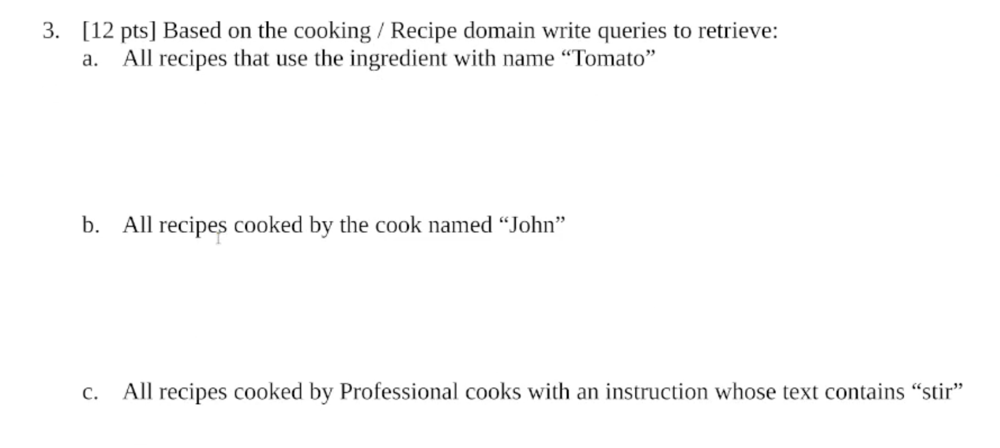 3. [12 pts] Based on the cooking / Recipe domain write queries to retrieve:
a. All recipes that use the ingredient with name “Tomato”
b. All recipes cooked by the cook named “John”
c. All recipes cooked by Professional cooks with an instruction whose text contains “stir”